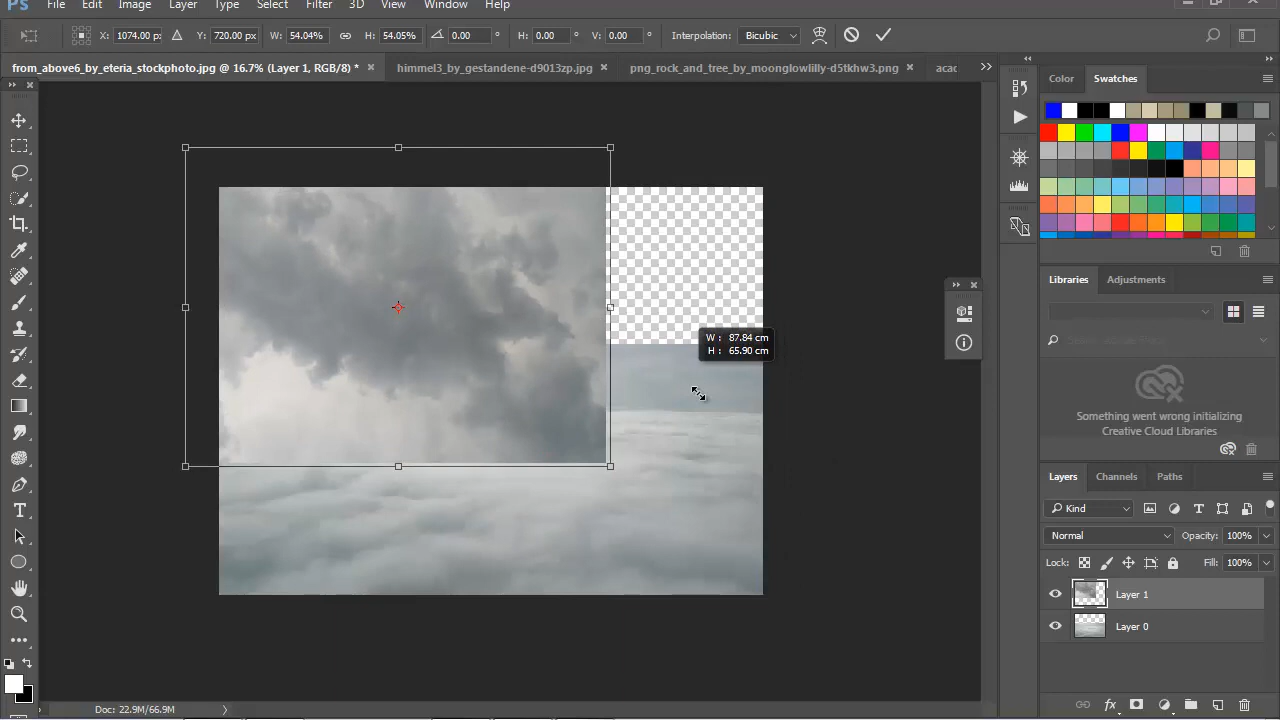 Ps File Edit Image Layer Type Select Filter 3D View Window Help
X: 1074.00 px Y: 720.00 px W: 54.04% H: 54.05% 0.00 ° H: 0.00 ° V: 0.00 ° Interpolation: Bicubic
from_above6_by_eteria_stockphoto.jpg @ 16.7% (Layer 1, RGB/8) * × himmel3_by_gestandene-d9013zp.jpg × png_rock_and_tree_by_moonglowlilly-d5tkhw3.png × acac
Color Swatches
W : 87.84 cm
H : 65.90 cm
Libraries Adjustments
Something went wrong initializing
Creative Cloud Libraries
Layers Channels Paths
Kind
Normal Opacity: 100%
Lock: Fill: 100%
Layer 1
Layer 0
Doc: 22.9M/66.9M